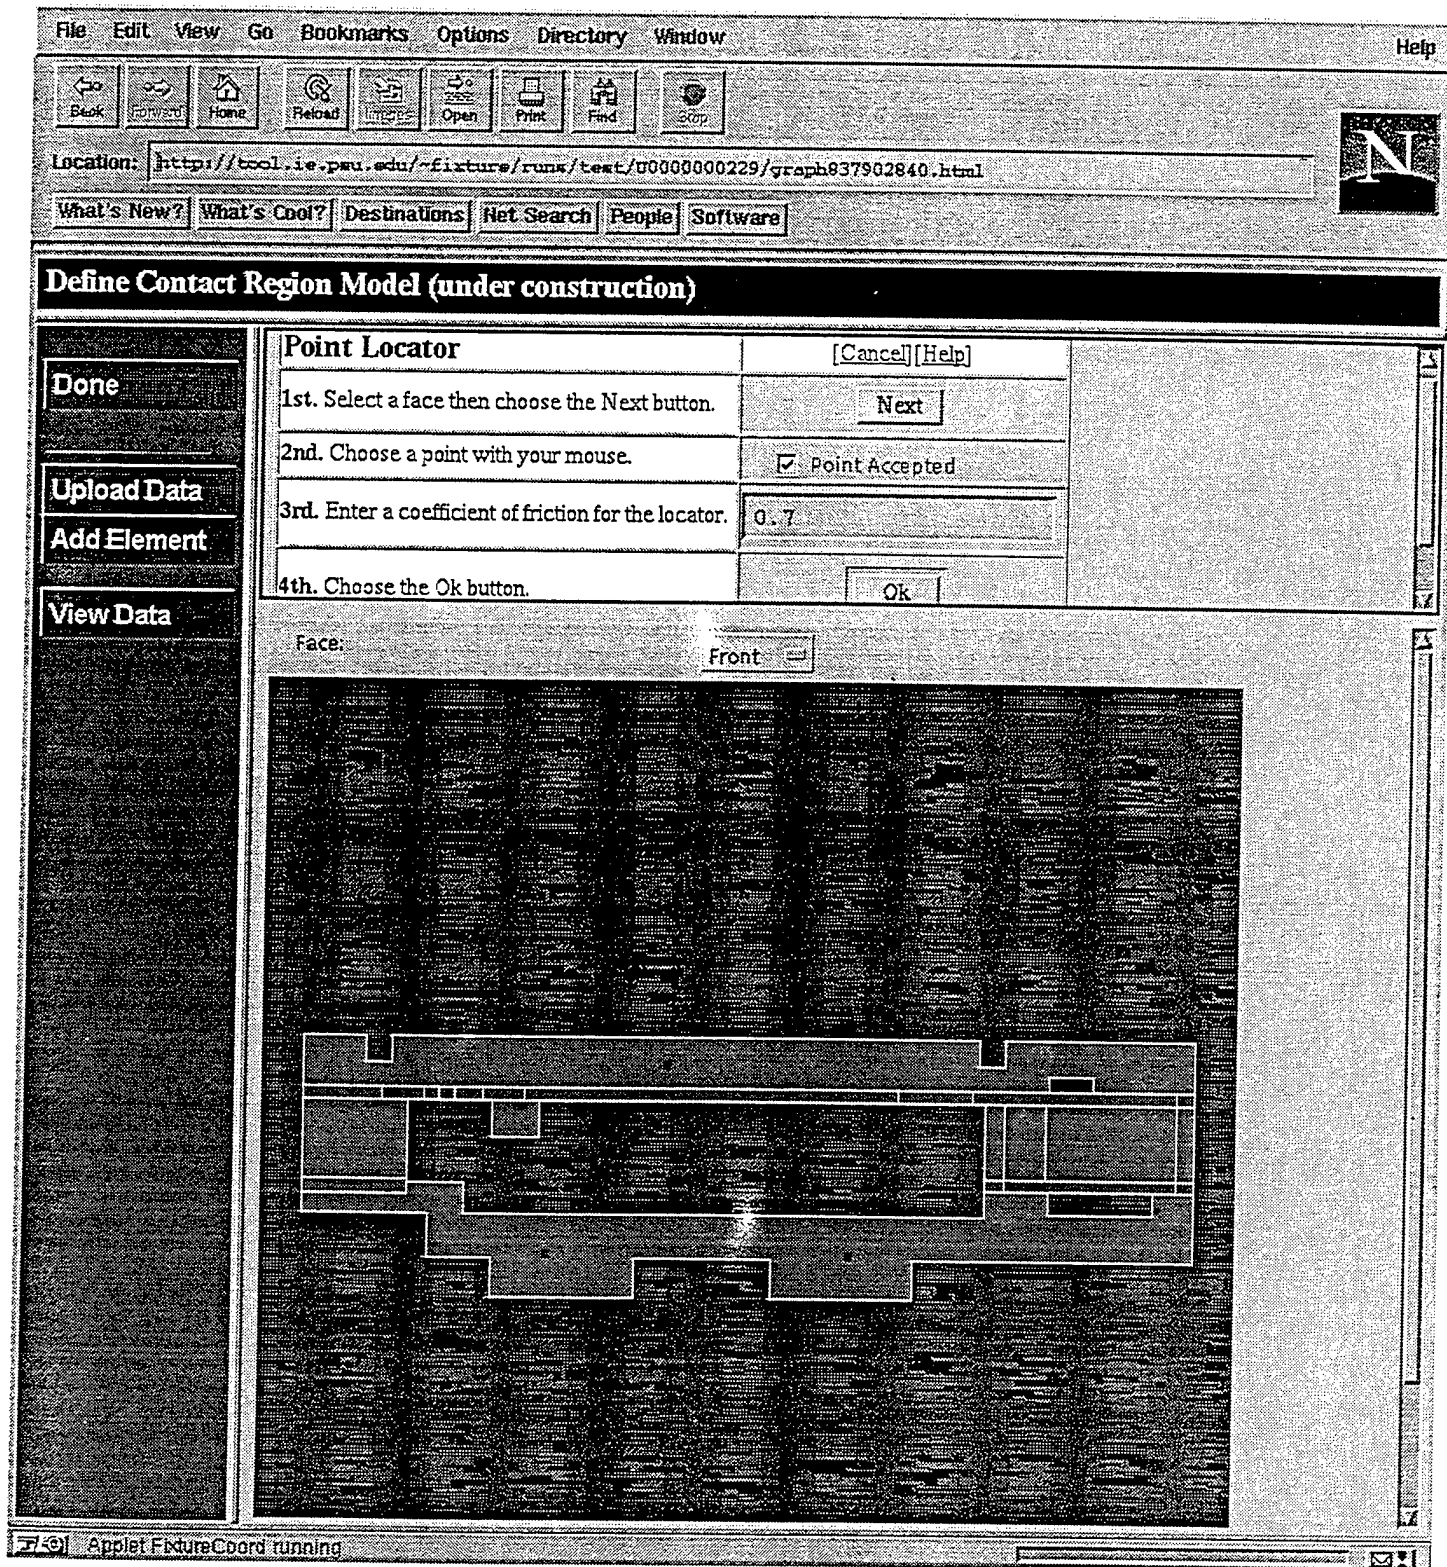 File Edit View Go Bookmarks Options Directory Window Help
Back Forward Home Reload Images Open Print Find Stop
N
Location: http://tool.ie.psu.edu/~fixture/runs/test/U0000000229/graph837902840.html
What's New? What's Cool? Destinations Net Search People Software
Define Contact Region Model (under construction)
Done
Upload Data
Add Element
View Data
Point Locator [Cancel][Help]
1st. Select a face then choose the Next button. Next
2nd. Choose a point with your mouse. Point Accepted
3rd. Enter a coefficient of friction for the locator. 0.7
4th. Choose the Ok button. Ok
Face: Front
Applet FixtureCoord running